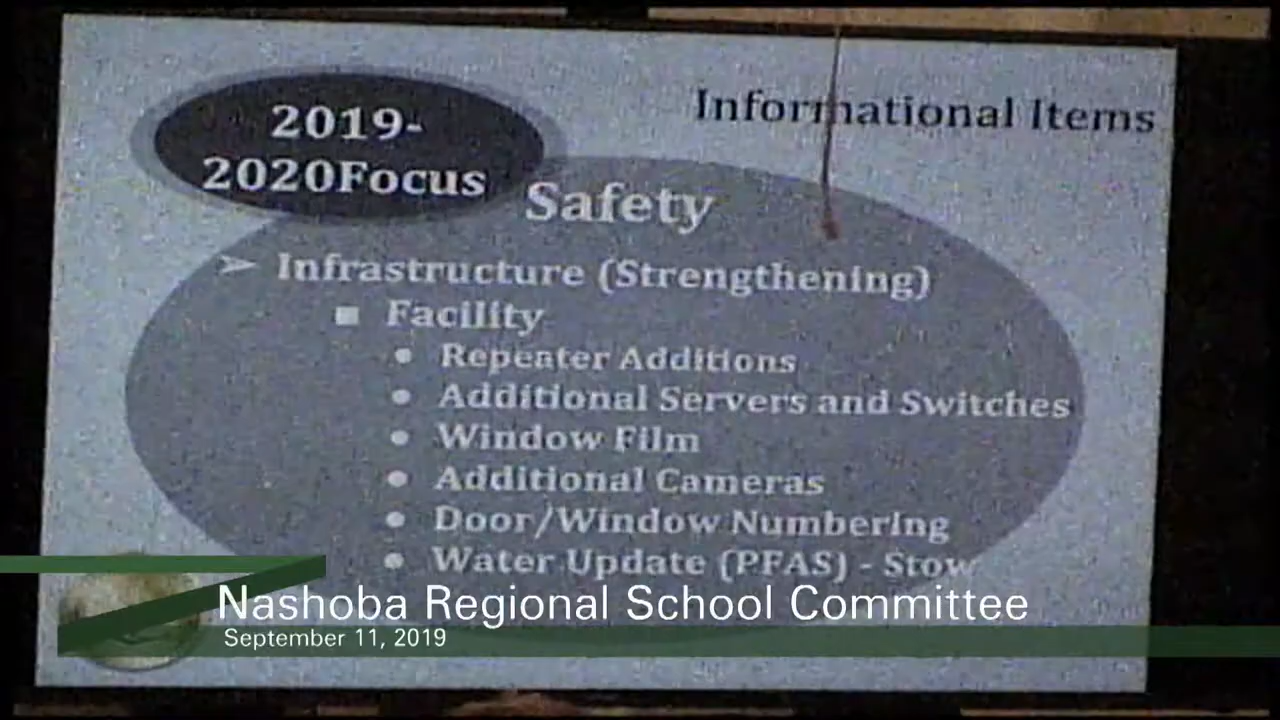 Informational Items
2019-
2020Focus
Safety
➢ Infrastructure (Strengthening)
■ Facility
● Repeater Additions
● Additional Servers and Switches
● Window Film
● Additional Cameras
● Door/Window Numbering
● Water Update (PFAS) - Stow
Nashoba Regional School Committee
September 11, 2019